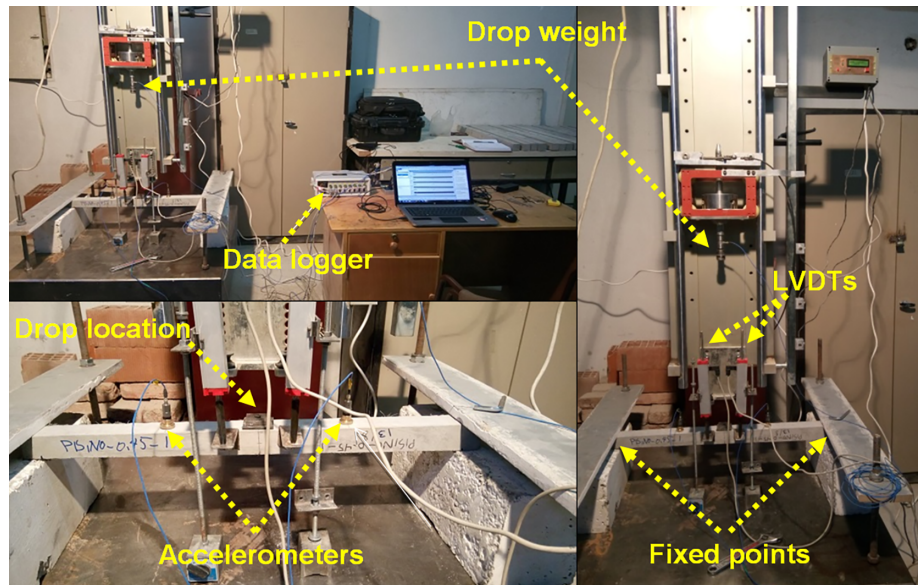 Drop weight
Data logger
LVDTs
Drop location
Accelerometers
Fixed points